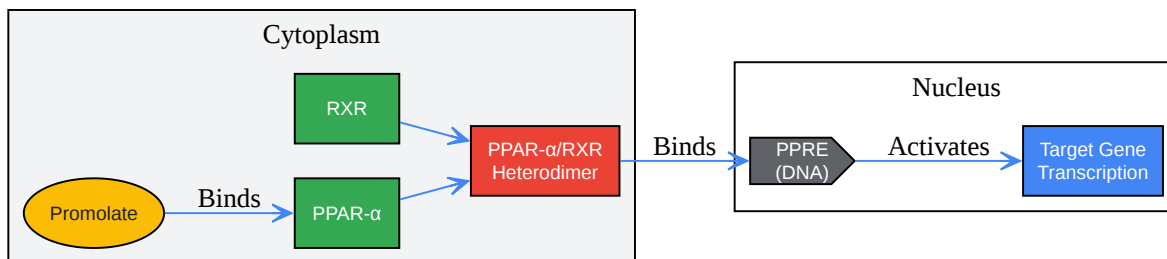 Cytoplasm
RXR
Nucleus
PPAR-α/RXR
Heterodimer
Binds
PPRE
(DNA)
Activates
Target Gene
Transcription
Promolate
Binds
PPAR-α